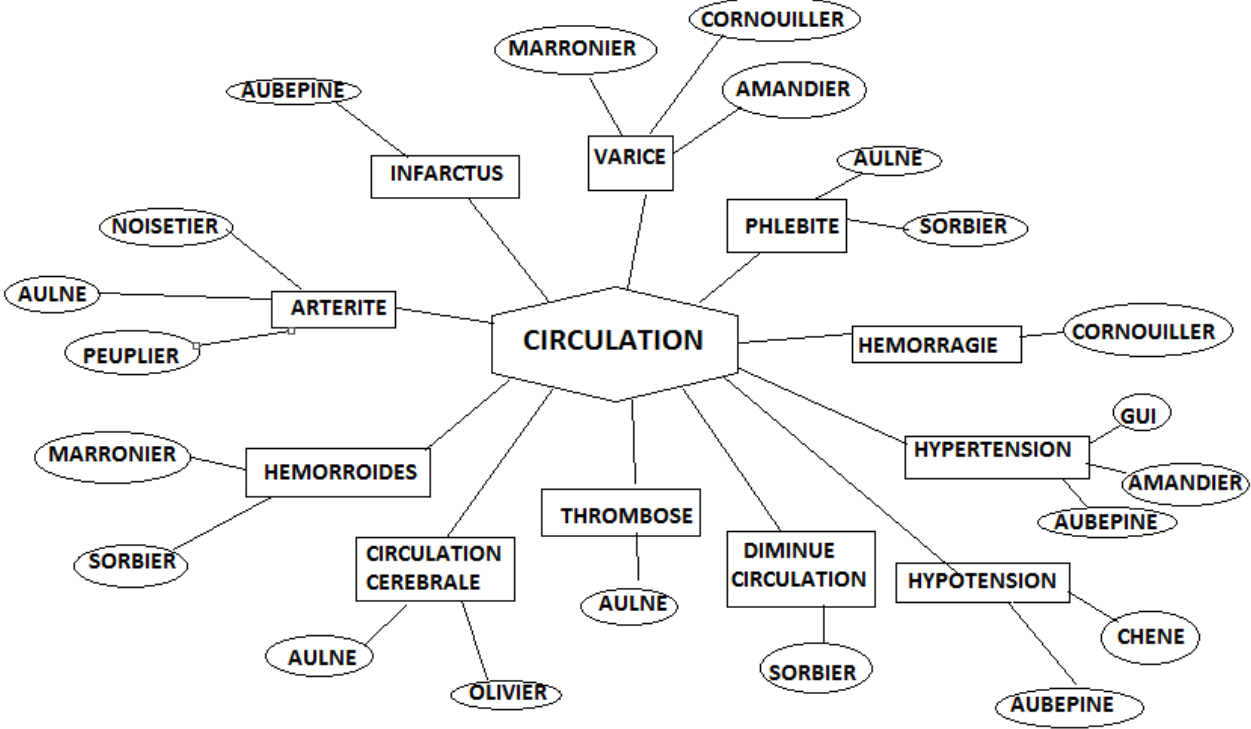 CORNOUILLER
MARRONIER
AMANDIER
AUBEPINE
VARICE
AULNE
INFARCTUS
NOISETIER
PHLEBITE
SORBIER
AULNE
ARTERITE
CIRCULATION
PEUPLIER
HEMORRAGIE
CORNOUILLER
GUI
MARRONIER
HEMORROIDES
HYPERTENSION
AMANDIER
AUBEPINE
THROMBOSE
SORBIER
CIRCULATION
CEREBRALE
DIMINUE
CIRCULATION
HYPOTENSION
AULNE
CHENE
AULNE
OLIVIER
SORBIER
AUBEPINE